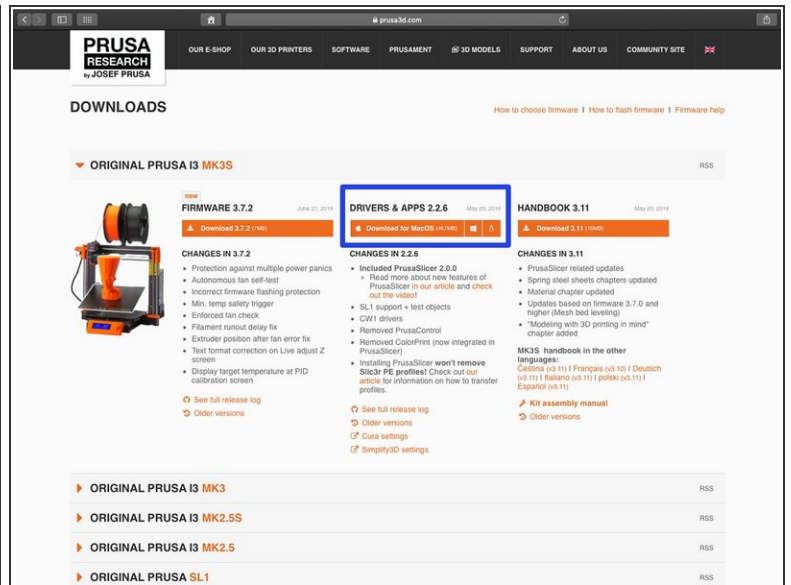 prusa3d.com
PRUSA
RESEARCH
by JOSEF PRUSA
OUR E-SHOP
OUR 3D PRINTERS
SOFTWARE
PRUSAMENT
3D MODELS
SUPPORT
ABOUT US
COMMUNITY SITE
DOWNLOADS
How to choose firmware | How to flash firmware | Firmware help
ORIGINAL PRUSA I3 MK3S
RSS
new
FIRMWARE 3.7.2
June 27, 2019
Download 3.7.2 (7MB)
CHANGES IN 3.7.2
• Protection against multiple power panics
• Autonomous fan self-test
• Incorrect firmware flashing protection
• Min. temp safety trigger
• Enforced fan check
• Filament runout delay fix
• Extruder position after fan error fix
• Text format correction on Live adjust Z
screen
• Display target temperature at PID
calibration screen
See full release log
Older versions
DRIVERS & APPS 2.2.6
May 20, 2019
Download for MacOS (467MB)
CHANGES IN 2.2.6
• Included PrusaSlicer 2.0.0
Read more about new features of
PrusaSlicer in our article and check
out the video!
• SL1 support + test objects
• CW1 drivers
• Removed PrusaControl
• Removed ColorPrint (now integrated in
PrusaSlicer)
• Installing PrusaSlicer won't remove
Slic3r PE profiles! Check out our
article for information on how to transfer
profiles.
See full release log
Older versions
Cura settings
Simplify3D settings
HANDBOOK 3.11
May 20, 2019
Download 3.11 (10MB)
CHANGES IN 3.11
• PrusaSlicer related updates
• Spring steel sheets chapters updated
• Material chapter updated
• Updates based on firmware 3.7.0 and
higher (Mesh bed leveling)
• "Modeling with 3D printing in mind"
chapter added
MK3S handbook in the other
languages:
Čeština (v3.11) | Français (v3.10) | Deutsch
(v3.11) | Italiano (v3.11) | polski (v3.11) |
Español (v3.11)
Kit assembly manual
Older versions
ORIGINAL PRUSA I3 MK3
RSS
ORIGINAL PRUSA I3 MK2.5S
RSS
ORIGINAL PRUSA I3 MK2.5
RSS
ORIGINAL PRUSA SL1
RSS